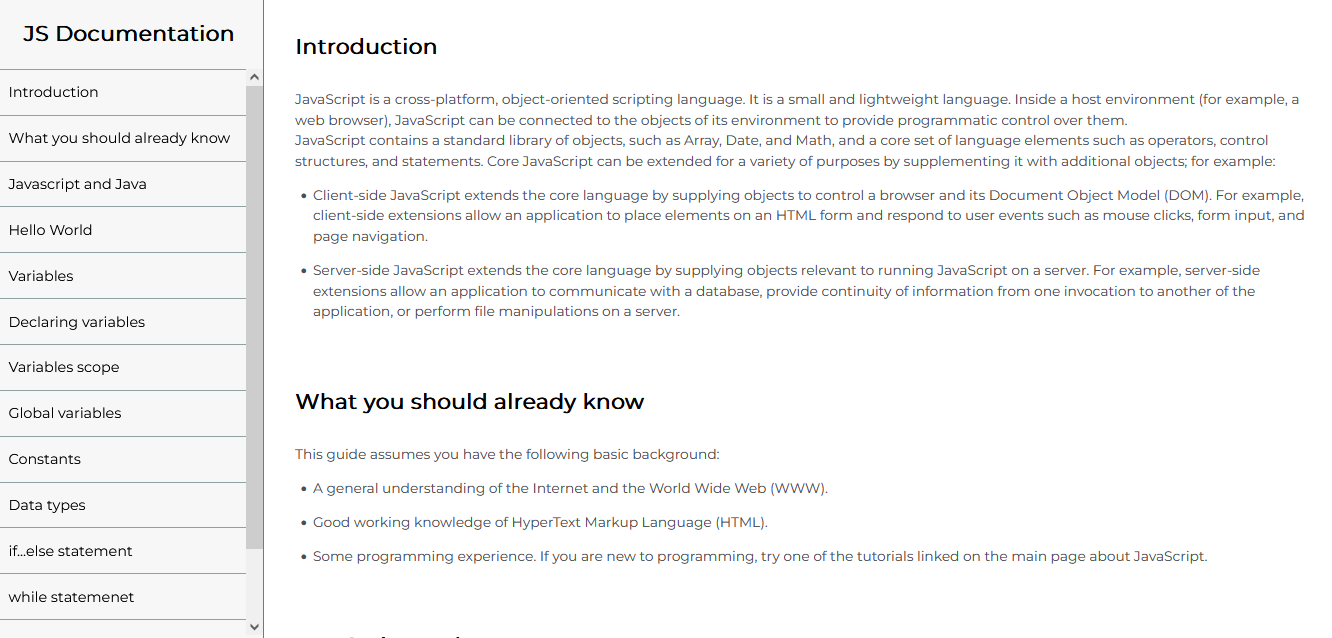 JS Documentation
Introduction
What you should already know
Javascript and Java
Hello World
Variables
Declaring variables
Variables scope
Global variables
Constants
Data types
if...else statement
while statemenet
Introduction
JavaScript is a cross-platform, object-oriented scripting language. It is a small and lightweight language. Inside a host environment (for example, a
web browser), JavaScript can be connected to the objects of its environment to provide programmatic control over them.
JavaScript contains a standard library of objects, such as Array, Date, and Math, and a core set of language elements such as operators, control
structures, and statements. Core JavaScript can be extended for a variety of purposes by supplementing it with additional objects; for example:
• Client-side JavaScript extends the core language by supplying objects to control a browser and its Document Object Model (DOM). For example,
client-side extensions allow an application to place elements on an HTML form and respond to user events such as mouse clicks, form input, and
page navigation.
• Server-side JavaScript extends the core language by supplying objects relevant to running JavaScript on a server. For example, server-side
extensions allow an application to communicate with a database, provide continuity of information from one invocation to another of the
application, or perform file manipulations on a server.
What you should already know
This guide assumes you have the following basic background:
• A general understanding of the Internet and the World Wide Web (WWW).
• Good working knowledge of HyperText Markup Language (HTML).
• Some programming experience. If you are new to programming, try one of the tutorials linked on the main page about JavaScript.